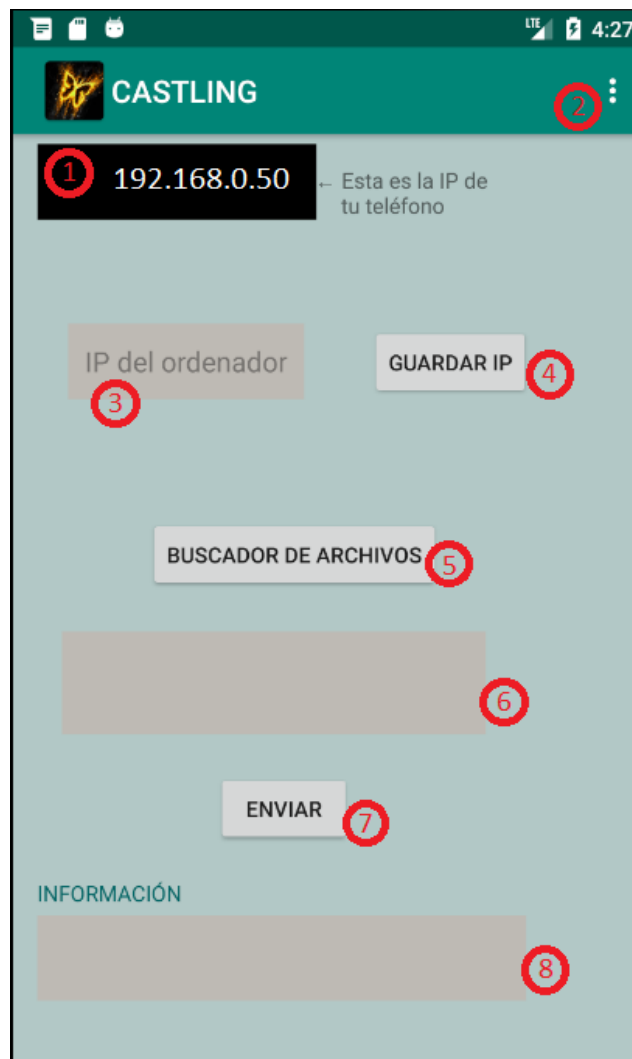 LTE 4:27
CASTLING
2
1 192.168.0.50 ← Esta es la IP de
tu teléfono
IP del ordenador
3
GUARDAR IP
4
BUSCADOR DE ARCHIVOS
5
6
ENVIAR
7
INFORMACIÓN
8